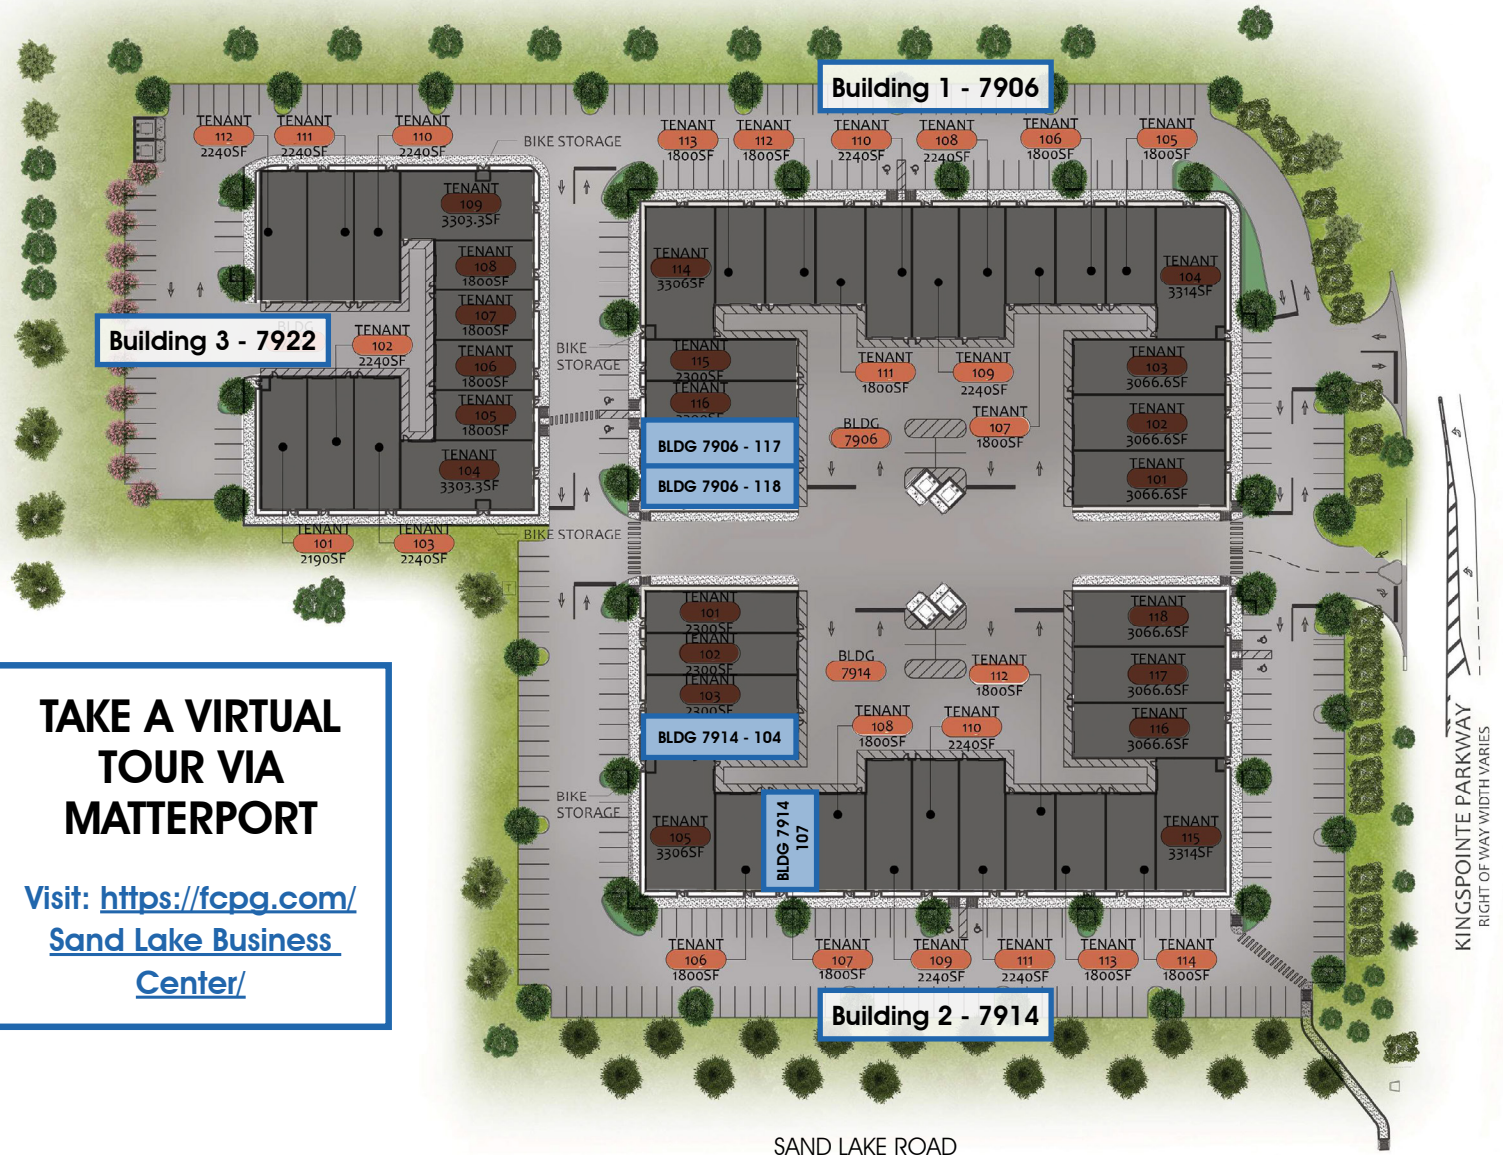 Building 1 - 7906
TENANT
112
2240SF
TENANT
111
2240SF
TENANT
110
2240SF
BIKE STORAGE
TENANT
113
1800SF
TENANT
112
1800SF
TENANT
110
2240SF
TENANT
108
2240SF
TENANT
106
1800SF
TENANT
105
1800SF
TENANT
109
3303.3SF
TENANT
108
1800SF
TENANT
107
1800SF
TENANT
106
1800SF
TENANT
105
1800SF
TENANT
104
3303.3SF
Building 3 - 7922
TENANT
102
2240SF
TENANT
101
2190SF
TENANT
103
2240SF
BIKE STORAGE
BIKE
STORAGE
TENANT
114
3306SF
TENANT
104
3314SF
TENANT
115
2300SF
TENANT
116
BLDG 7906 - 117
BLDG 7906 - 118
TENANT
111
1800SF
TENANT
109
2240SF
BLDG
7906
TENANT
107
1800SF
TENANT
103
3066.6SF
TENANT
102
3066.6SF
TENANT
101
3066.6SF
TENANT
101
2300SF
TENANT
102
2300SF
TENANT
103
2300SF
BLDG 7914 - 104
BLDG
7914
TENANT
112
1800SF
TENANT
108
1800SF
TENANT
110
2240SF
TENANT
118
3066.6SF
TENANT
117
3066.6SF
TENANT
116
3066.6SF
BIKE
STORAGE
TENANT
105
3306SF
BLDG 7914
107
TENANT
115
3314SF
TENANT
106
1800SF
TENANT
107
1800SF
TENANT
109
2240SF
TENANT
111
2240SF
TENANT
113
1800SF
TENANT
114
1800SF
Building 2 - 7914
TAKE A VIRTUAL
TOUR VIA
MATTERPORT
Visit: https://fcpg.com/
Sand Lake Business
Center/
KINGSPOINTE PARKWAY
RIGHT OF WAY WIDTH VARIES
SAND LAKE ROAD